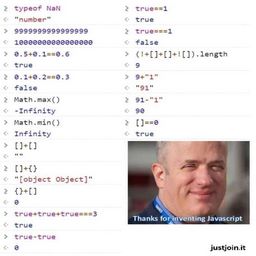 > typeof NaN
< "number"
> 9999999999999999
< 10000000000000000
> 0.5+0.1==0.6
< true
> 0.1+0.2==0.3
< false
> Math.max()
< -Infinity
> Math.min()
< Infinity
> []+[]
< ""
> []+{}
< "[object Object]"
> {}+[]
< 0
> true+true+true===3
< true
> true-true
< 0
> true==1
< true
> true===1
< false
> (!+[]+[]+![]).length
< 9
> 9+"1"
< "91"
> 91-"1"
< 90
> []==0
< true
Thanks for inventing Javascript
justjoin.it